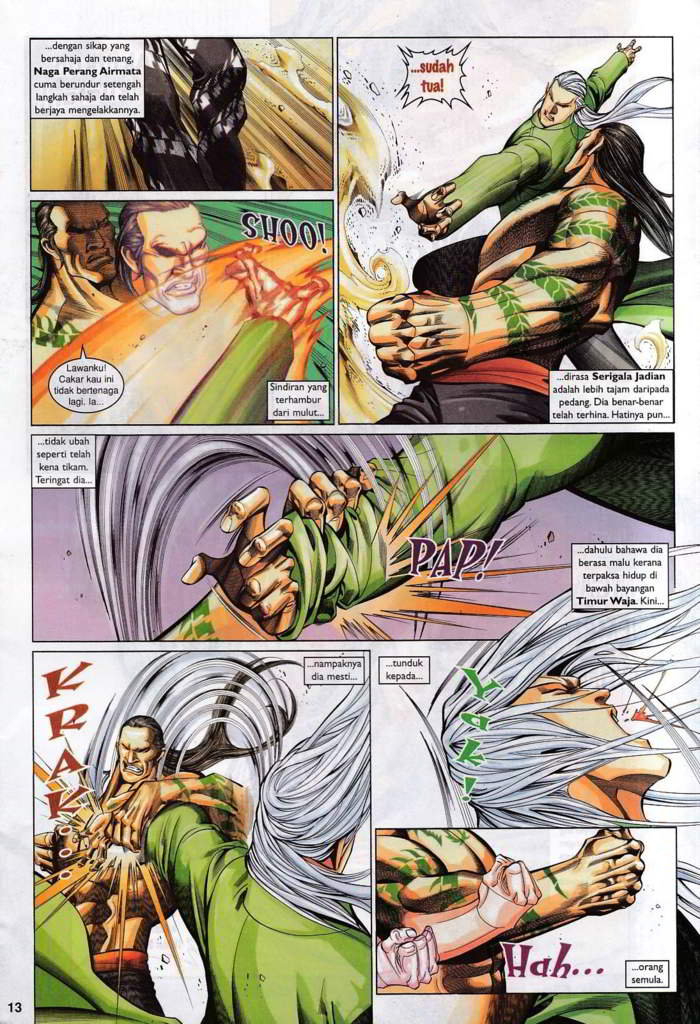 ...dengan sikap yang
bersahaja dan tenang,
Naga Perang Airmata
cuma berundur setengah
langkah sahaja dan telah
berjaya mengelakkannya.
...sudah
tua!
SHOO!
Lawanku!
Cakar kau ini
tidak bertenaga
lagi, la...
Sindiran yang
terhambur
dari mulut...
...dirasa Serigala Jadian
adalah lebih tajam daripada
pedang. Dia benar-benar
telah terhina. Hatinya pun...
...tidak ubah
seperti telah
kena tikam.
Teringat dia...
PAP!
...dahulu bahawa dia
berasa malu kerana
terpaksa hidup di
bawah bayangan
Timur Waja. Kini...
KRAK...
...nampaknya
dia mesti...
...tunduk
kepada...
Yak!
Hah...
...orang
semula.
13